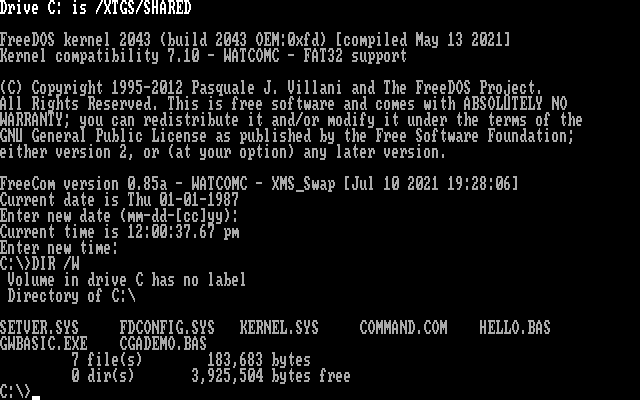 Drive C: is /XTGS/SHARED
FreeDOS kernel 2043 (build 2043 OEM:0xfd) [compiled May 13 2021]
Kernel compatibility 7.10 - WATCOMC - FAT32 support
(C) Copyright 1995-2012 Pasquale J. Villani and The FreeDOS Project.
All Rights Reserved. This is free software and comes with ABSOLUTELY NO
WARRANTY; you can redistribute it and/or modify it under the terms of the
GNU General Public License as published by the Free Software Foundation;
either version 2, or (at your option) any later version.
FreeCom version 0.85a - WATCOMC - XMS_Swap [Jul 10 2021 19:28:06]
Current date is Thu 01-01-1987
Enter new date (mm-dd-[cc]yy):
Current time is 12:00:37.67 pm
Enter new time:
C:\>DIR /W
Volume in drive C has no label
Directory of C:\
SETVER.SYS FDCONFIG.SYS KERNEL.SYS COMMAND.COM HELLO.BAS
GWBASIC.EXE CGADEMO.BAS
7 file(s) 183,683 bytes
0 dir(s) 3,925,504 bytes free
C:\>_